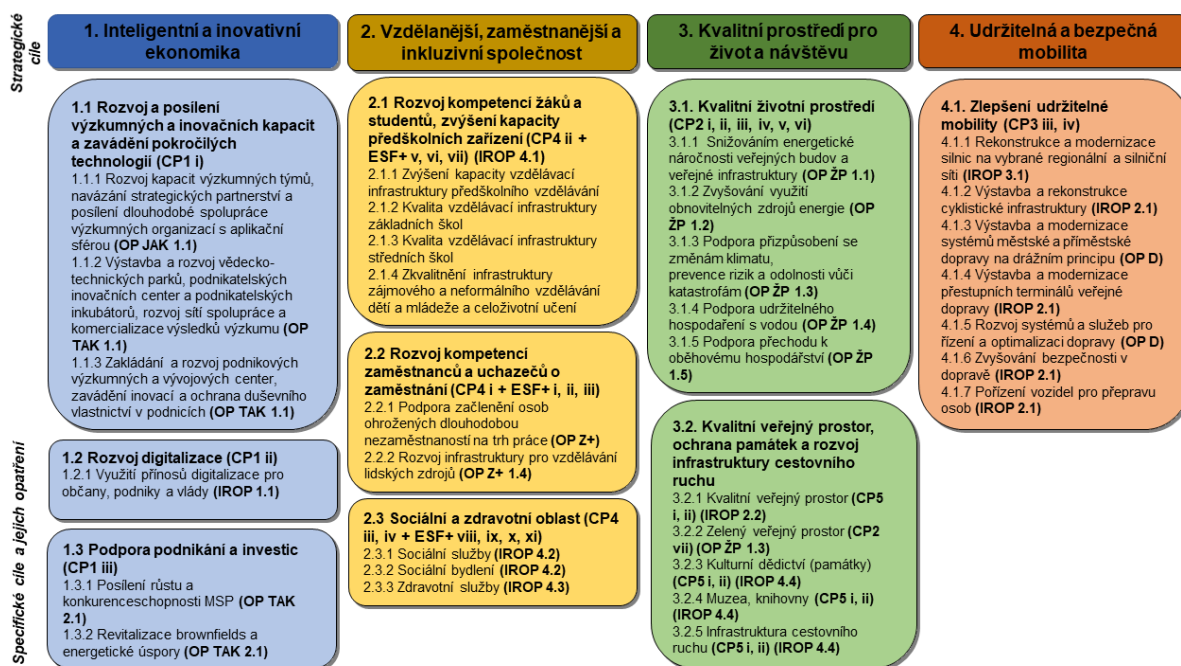 Strategické
cíle
1. Inteligentní a inovativní
ekonomika
2. Vzdělanější, zaměstnanější a
inkluzivní společnost
3. Kvalitní prostředí pro
život a návštěvu
4. Udržitelná a bezpečná
mobilita
Specifické cíle a jejich opatření
1.1 Rozvoj a posílení
výzkumných a inovačních kapacit
a zavádění pokročilých
technologií (CP1 i)
1.1.1 Rozvoj kapacit výzkumných týmů,
navázání strategických partnerství a
posílení dlouhodobé spolupráce
výzkumných organizací s aplikační
sférou (OP JAK 1.1)
1.1.2 Výstavba a rozvoj vědecko-
technických parků, podnikatelských
inovačních center a podnikatelských
inkubátorů, rozvoj sítí spolupráce a
komercializace výsledků výzkumu (OP
TAK 1.1)
1.1.3 Zakládání a rozvoj podnikových
výzkumných a vývojových center,
zavádění inovací a ochrana duševního
vlastnictví v podnicích (OP TAK 1.1)
1.2 Rozvoj digitalizace (CP1 ii)
1.2.1 Využití přínosů digitalizace pro
občany, podniky a vlády (IROP 1.1)
1.3 Podpora podnikání a investic
(CP1 iii)
1.3.1 Posílení růstu a
konkurenceschopnosti MSP (OP TAK
2.1)
1.3.2 Revitalizace brownfields a
energetické úspory (OP TAK 2.1)
2.1 Rozvoj kompetencí žáků a
studentů, zvýšení kapacity
předškolních zařízení (CP4 ii +
ESF+ v, vi, vii) (IROP 4.1)
2.1.1 Zvýšení kapacity vzdělávací
infrastruktury předškolního vzdělávání
2.1.2 Kvalita vzdělávací infrastruktury
základních škol
2.1.3 Kvalita vzdělávací infrastruktury
středních škol
2.1.4 Zkvalitnění infrastruktury
zájmového a neformálního vzdělávání
dětí a mládeže a celoživotní učení
2.2 Rozvoj kompetencí
zaměstnanců a uchazečů o
zaměstnání (CP4 i + ESF+ i, ii, iii)
2.2.1 Podpora začlenění osob
ohrožených dlouhodobou
nezaměstnaností na trh práce (OP Z+)
2.2.2 Rozvoj infrastruktury pro vzdělávání
lidských zdrojů (OP Z+ 1.4)
2.3 Sociální a zdravotní oblast (CP4
iii, iv + ESF+ viii, ix, x, xi)
2.3.1 Sociální služby (IROP 4.2)
2.3.2 Sociální bydlení (IROP 4.2)
2.3.3 Zdravotní služby (IROP 4.3)
3.1. Kvalitní životní prostředí
(CP2 i, ii, iii, iv, v, vi)
3.1.1 Snižováním energetické
náročnosti veřejných budov a
veřejné infrastruktury (OP ŽP 1.1)
3.1.2 Zvyšování využití
obnovitelných zdrojů energie (OP
ŽP 1.2)
3.1.3 Podpora přizpůsobení se
změnám klimatu,
prevence rizik a odolnosti vůči
katastrofám (OP ŽP 1.3)
3.1.4 Podpora udržitelného
hospodaření s vodou (OP ŽP 1.4)
3.1.5 Podpora přechodu k
oběhovému hospodářství (OP ŽP
1.5)
3.2. Kvalitní veřejný prostor,
ochrana památek a rozvoj
infrastruktury cestovního
ruchu
3.2.1 Kvalitní veřejný prostor (CP5
i, ii) (IROP 2.2)
3.2.2 Zelený veřejný prostor (CP2
vii) (OP ŽP 1.3)
3.2.3 Kulturní dědictví (památky)
(CP5 i, ii) (IROP 4.4)
3.2.4 Muzea, knihovny (CP5 i, ii)
(IROP 4.4)
3.2.5 Infrastruktura cestovního
ruchu (CP5 i, ii) (IROP 4.4)
4.1. Zlepšení udržitelné
mobility (CP3 iii, iv)
4.1.1 Rekonstrukce a modernizace
silnic na vybrané regionální a silniční
síti (IROP 3.1)
4.1.2 Výstavba a rekonstrukce
cyklistické infrastruktury (IROP 2.1)
4.1.3 Výstavba a modernizace
systémů městské a příměstské
dopravy na drážním principu (OP D)
4.1.4 Výstavba a modernizace
přestupních terminálů veřejné
dopravy (IROP 2.1)
4.1.5 Rozvoj systémů a služeb pro
řízení a optimalizaci dopravy (OP D)
4.1.6 Zvyšování bezpečnosti v
dopravě (IROP 2.1)
4.1.7 Pořízení vozidel pro přepravu
osob (IROP 2.1)